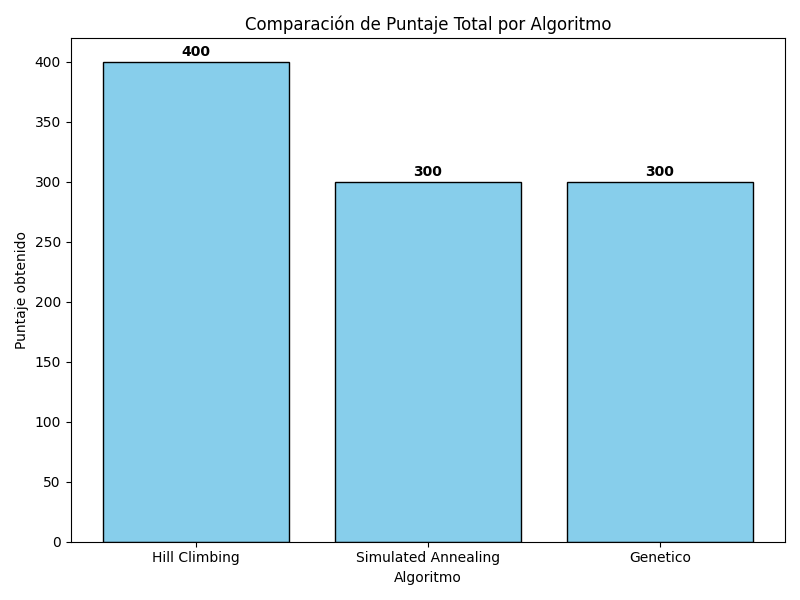 Comparación de Puntaje Total por Algoritmo
400
300
300
400
350
300
250
200
150
100
50
0
Puntaje obtenido
Hill Climbing
Simulated Annealing
Genetico
Algoritmo